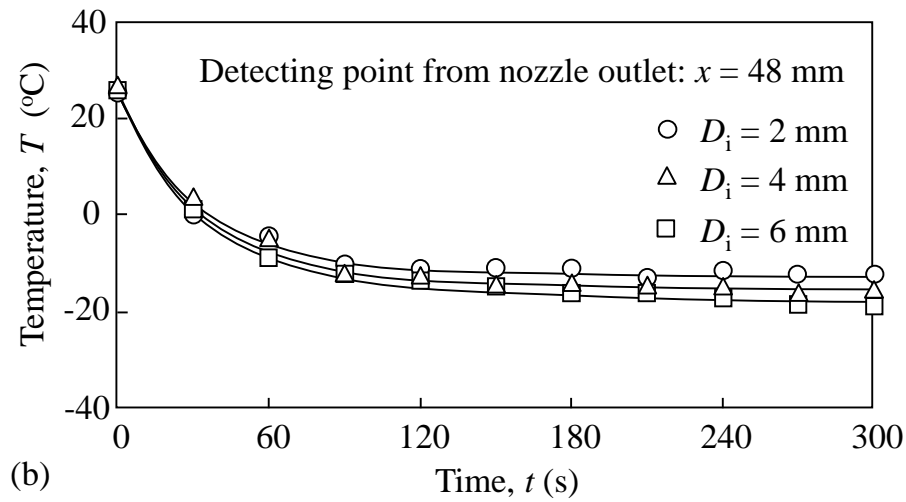 40
Detecting point from nozzle outlet: x = 48 mm
20
Dᵢ = 2 mm
Dᵢ = 4 mm
0
Dᵢ = 6 mm
Temperature, T (°C)
-20
-40
0 60 120 180 240 300
(b)
Time, t (s)